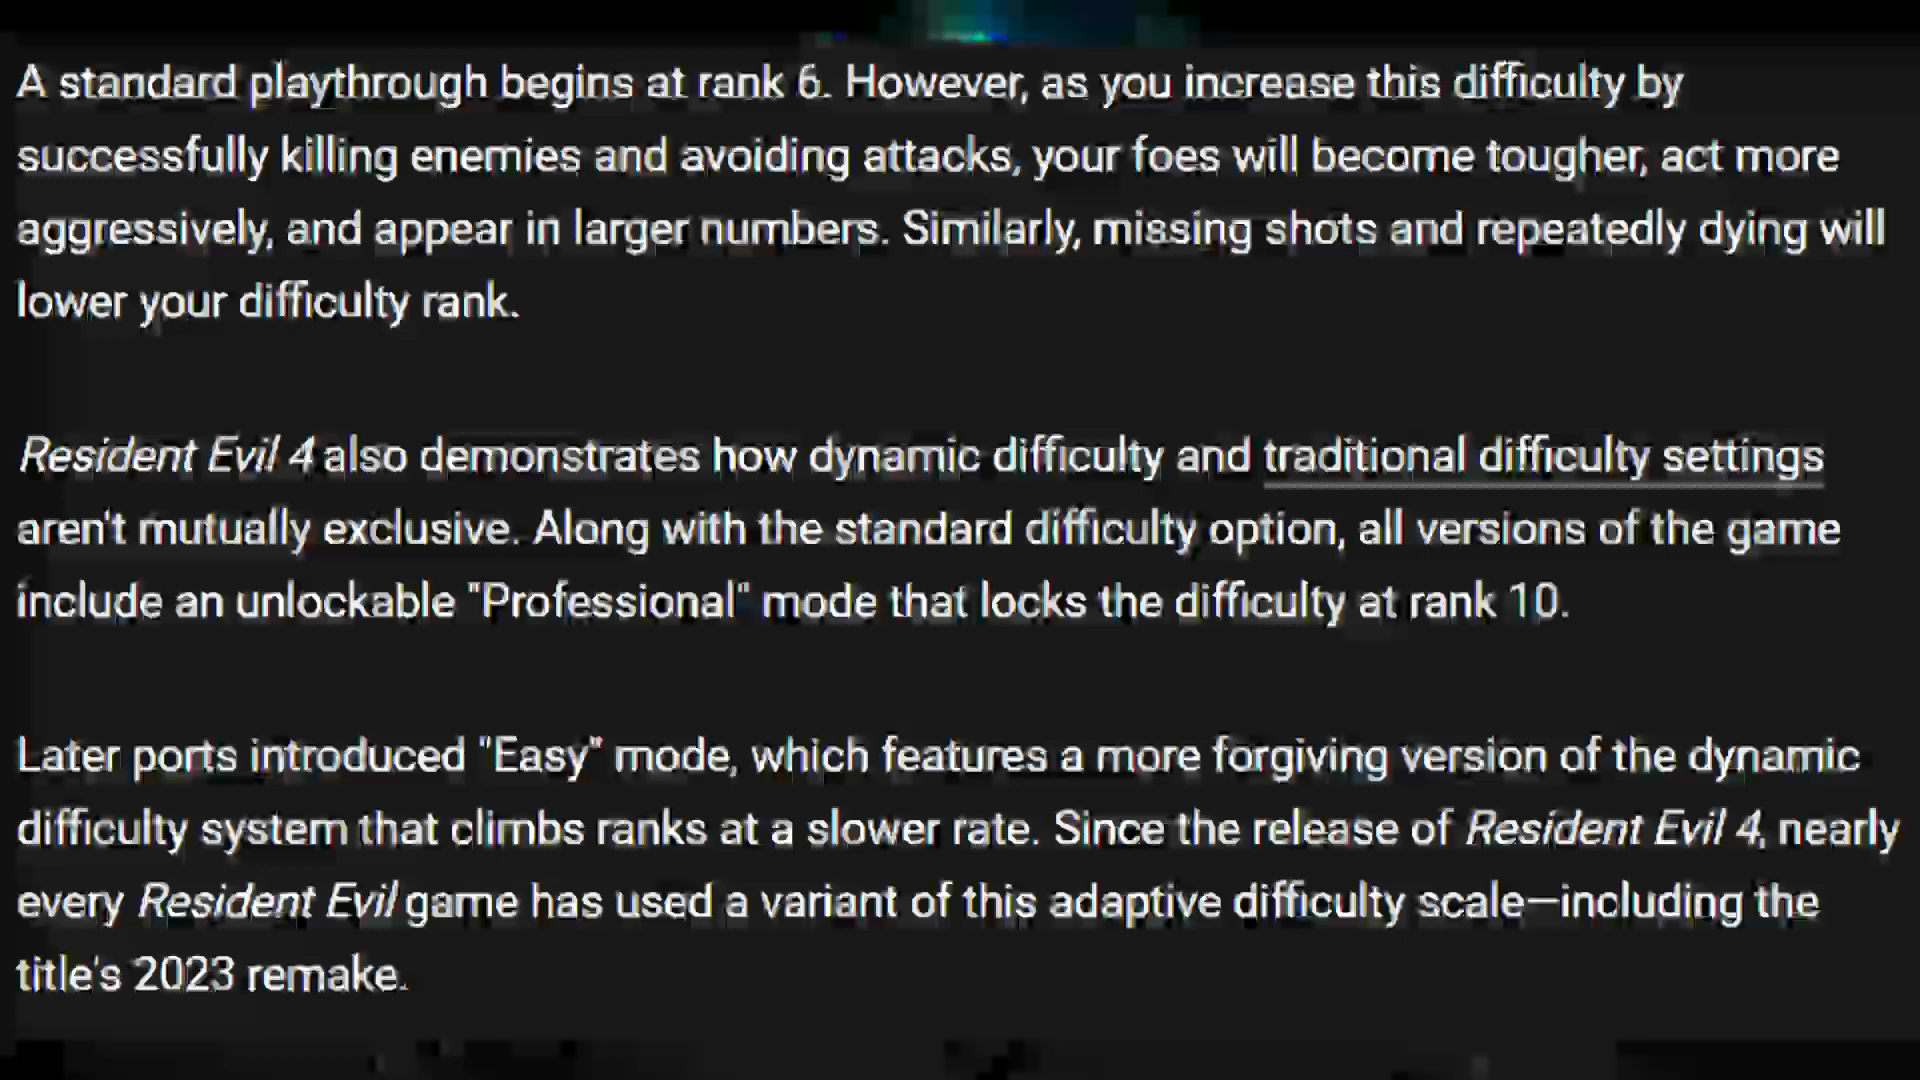 A standard playthrough begins at rank 6. However, as you increase this difficulty by
successfully killing enemies and avoiding attacks, your foes will become tougher, act more
aggressively, and appear in larger numbers. Similarly, missing shots and repeatedly dying will
lower your difficulty rank.
Resident Evil 4 also demonstrates how dynamic difficulty and traditional difficulty settings
aren't mutually exclusive. Along with the standard difficulty option, all versions of the game
include an unlockable "Professional" mode that locks the difficulty at rank 10.
Later ports introduced "Easy" mode, which features a more forgiving version of the dynamic
difficulty system that climbs ranks at a slower rate. Since the release of Resident Evil 4, nearly
every Resident Evil game has used a variant of this adaptive difficulty scale—including the
title's 2023 remake.